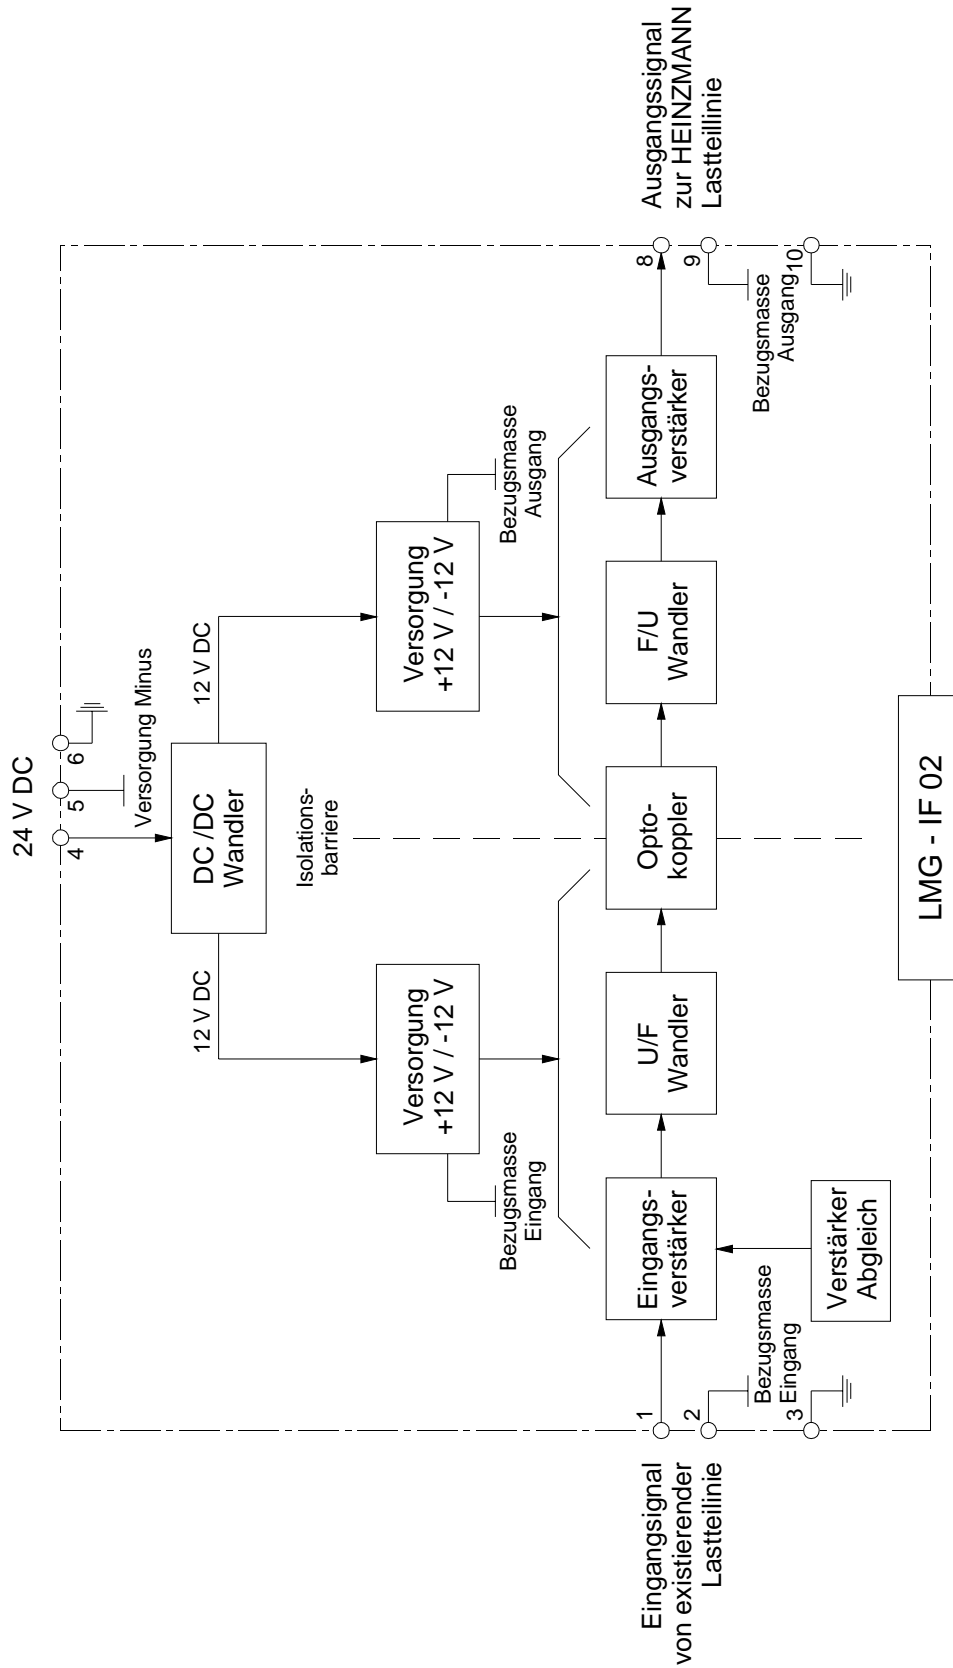 24 V DC
4
5
6
Versorgung Minus
DC /DC
Wandler
12 V DC
12 V DC
Isolations-
barriere
Versorgung
+12 V / -12 V
Versorgung
+12 V / -12 V
Bezugsmasse
Eingang
Bezugsmasse
Ausgang
Eingangsignal
von existierender
Lastteilinie
1
2
3
Bezugsmasse
Eingang
Eingangs-
verstärker
U/F
Wandler
Opto-
koppler
F/U
Wandler
Ausgangs-
verstärker
8
9
10
Bezugsmasse
Ausgang
Ausgangssignal
zur HEINZMANN
Lastteillinie
Verstärker
Abgleich
LMG - IF 02